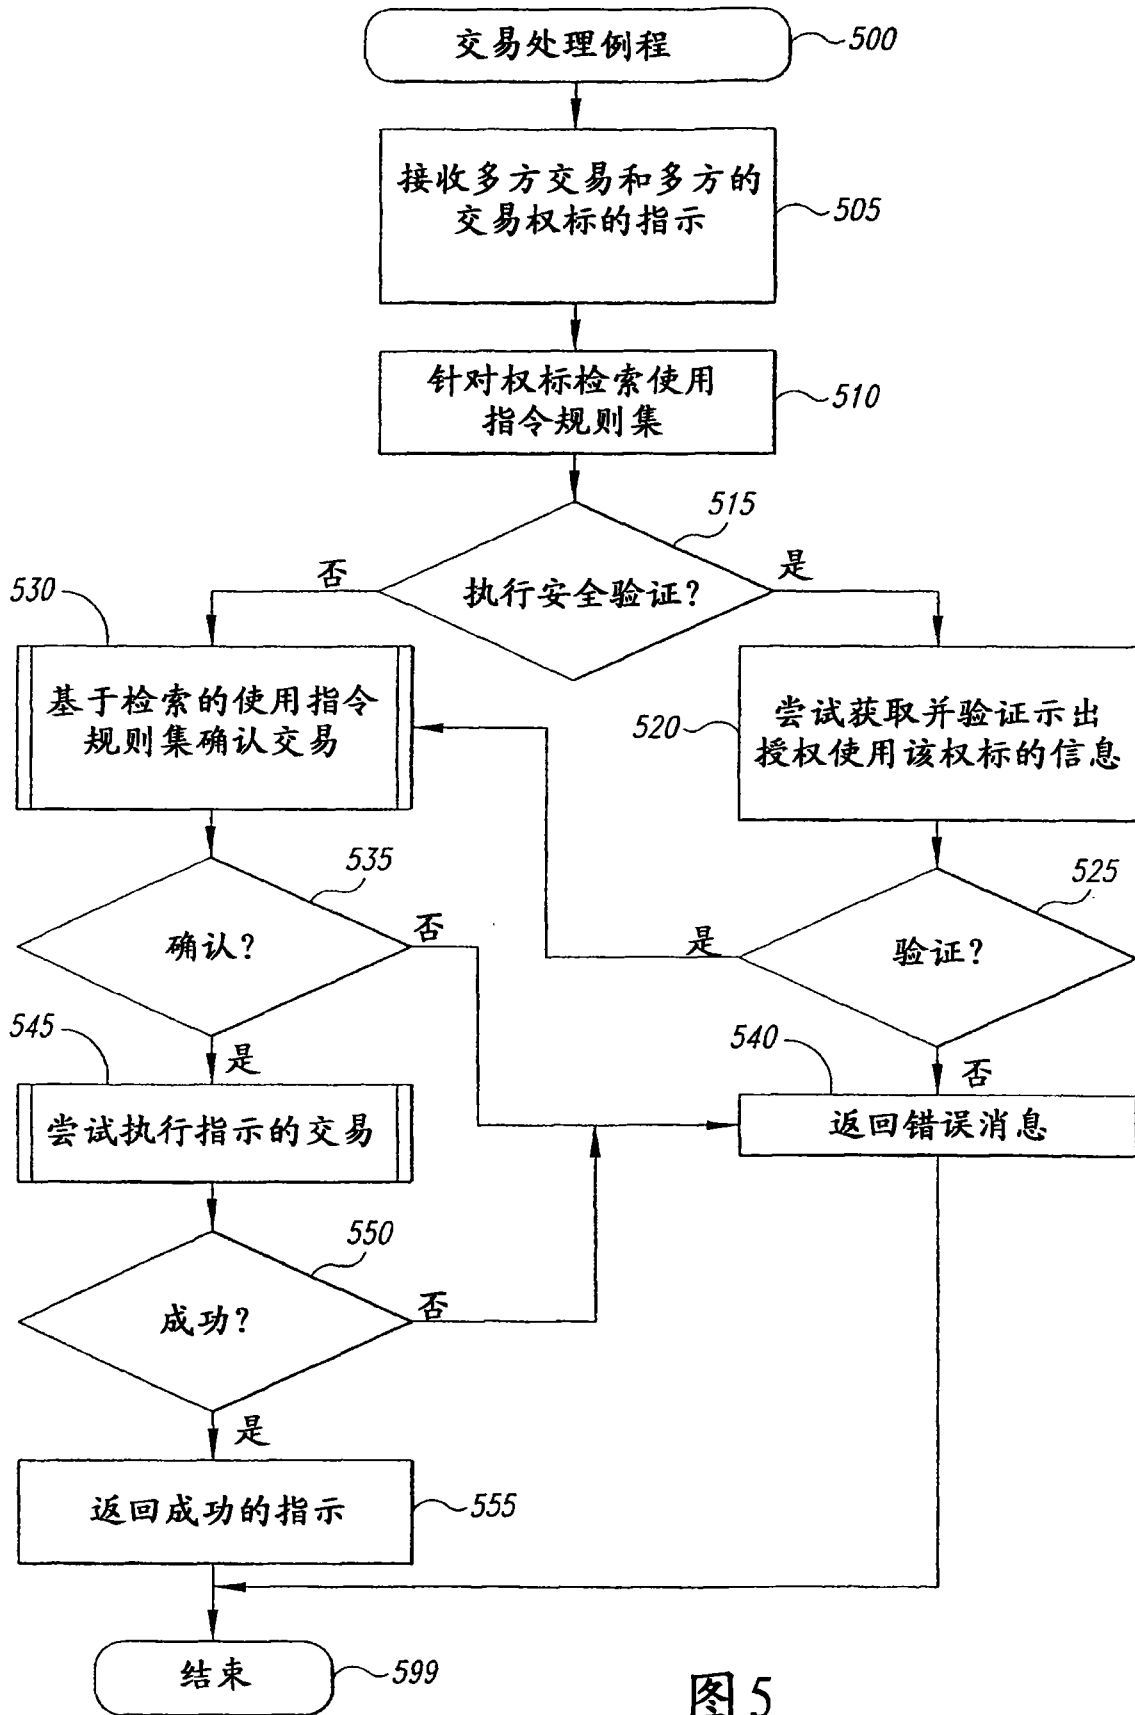 交易处理例程
500
接收多方交易和多方的
交易权标的指示
505
针对权标检索使用
指令规则集
510
515
执行安全验证?
否
是
530
基于检索的使用指令
规则集确认交易
520
尝试获取并验证示出
授权使用该权标的信息
535
确认?
否
525
验证?
是
否
545
是
尝试执行指示的交易
540
返回错误消息
550
成功?
否
是
返回成功的指示
555
结束
599
图5